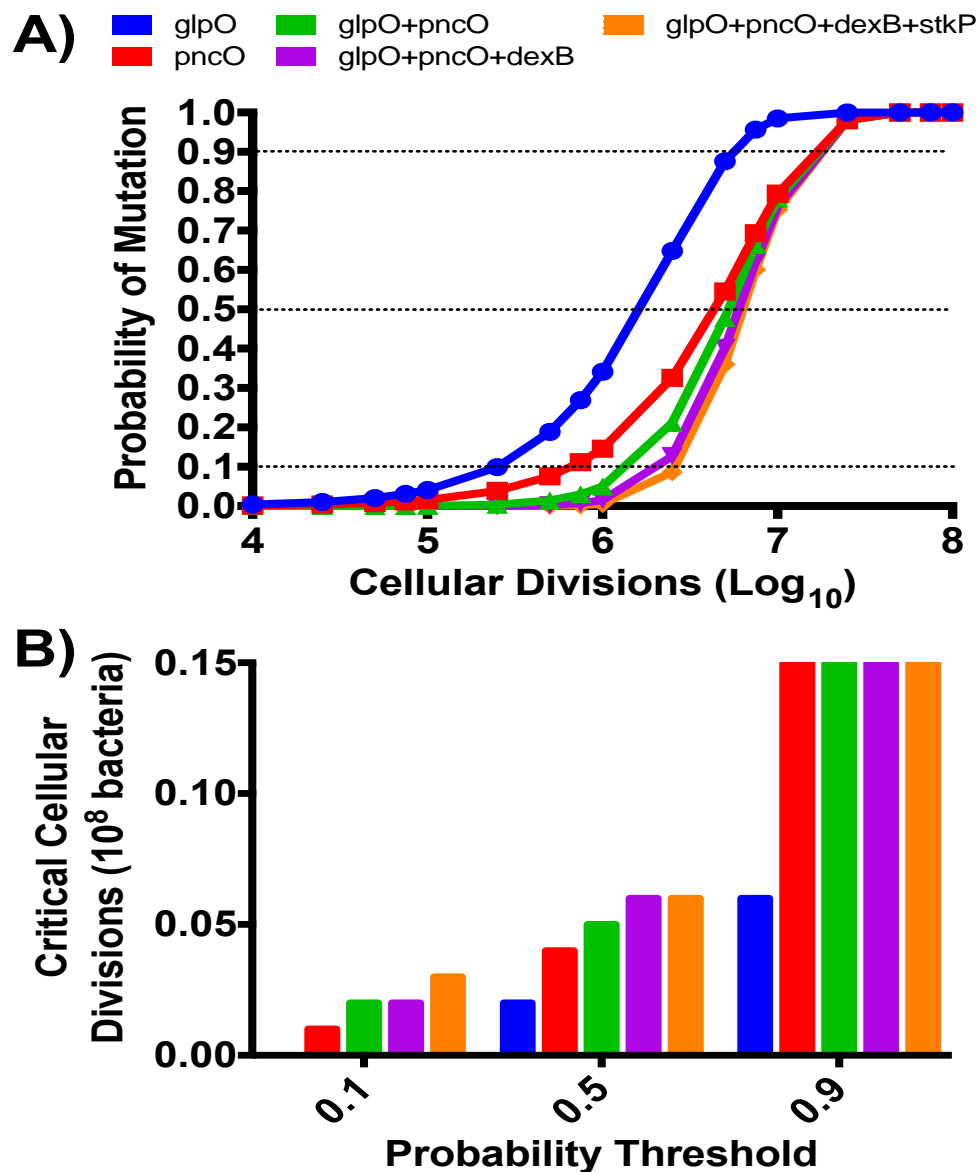 A)
glpO
glpO+pncO
glpO+pncO+dexB+stkP
pncO
glpO+pncO+dexB
Probability of Mutation
1.0
0.9
0.8
0.7
0.6
0.5
0.4
0.3
0.2
0.1
0.0
4 5 6 7 8
Cellular Divisions (Log10)
B)
Critical Cellular
Divisions (10^8 bacteria)
0.15
0.10
0.05
0.00
0.1 0.5 0.9
Probability Threshold